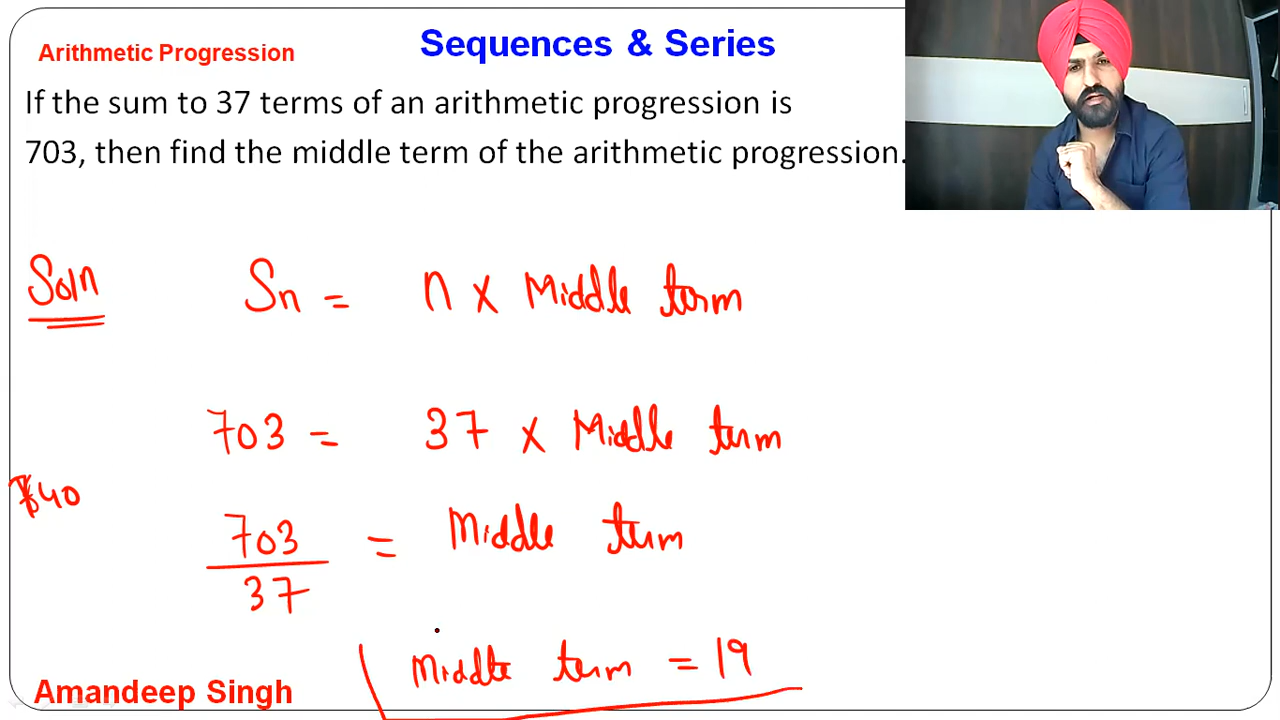 Arithmetic Progression
Sequences & Series
If the sum to 37 terms of an arithmetic progression is
703, then find the middle term of the arithmetic progression.
Soln
Sn = n × Middle term
703 = 37 × Middle term
40
703/37 = Middle term
Middle term = 19
Amandeep Singh